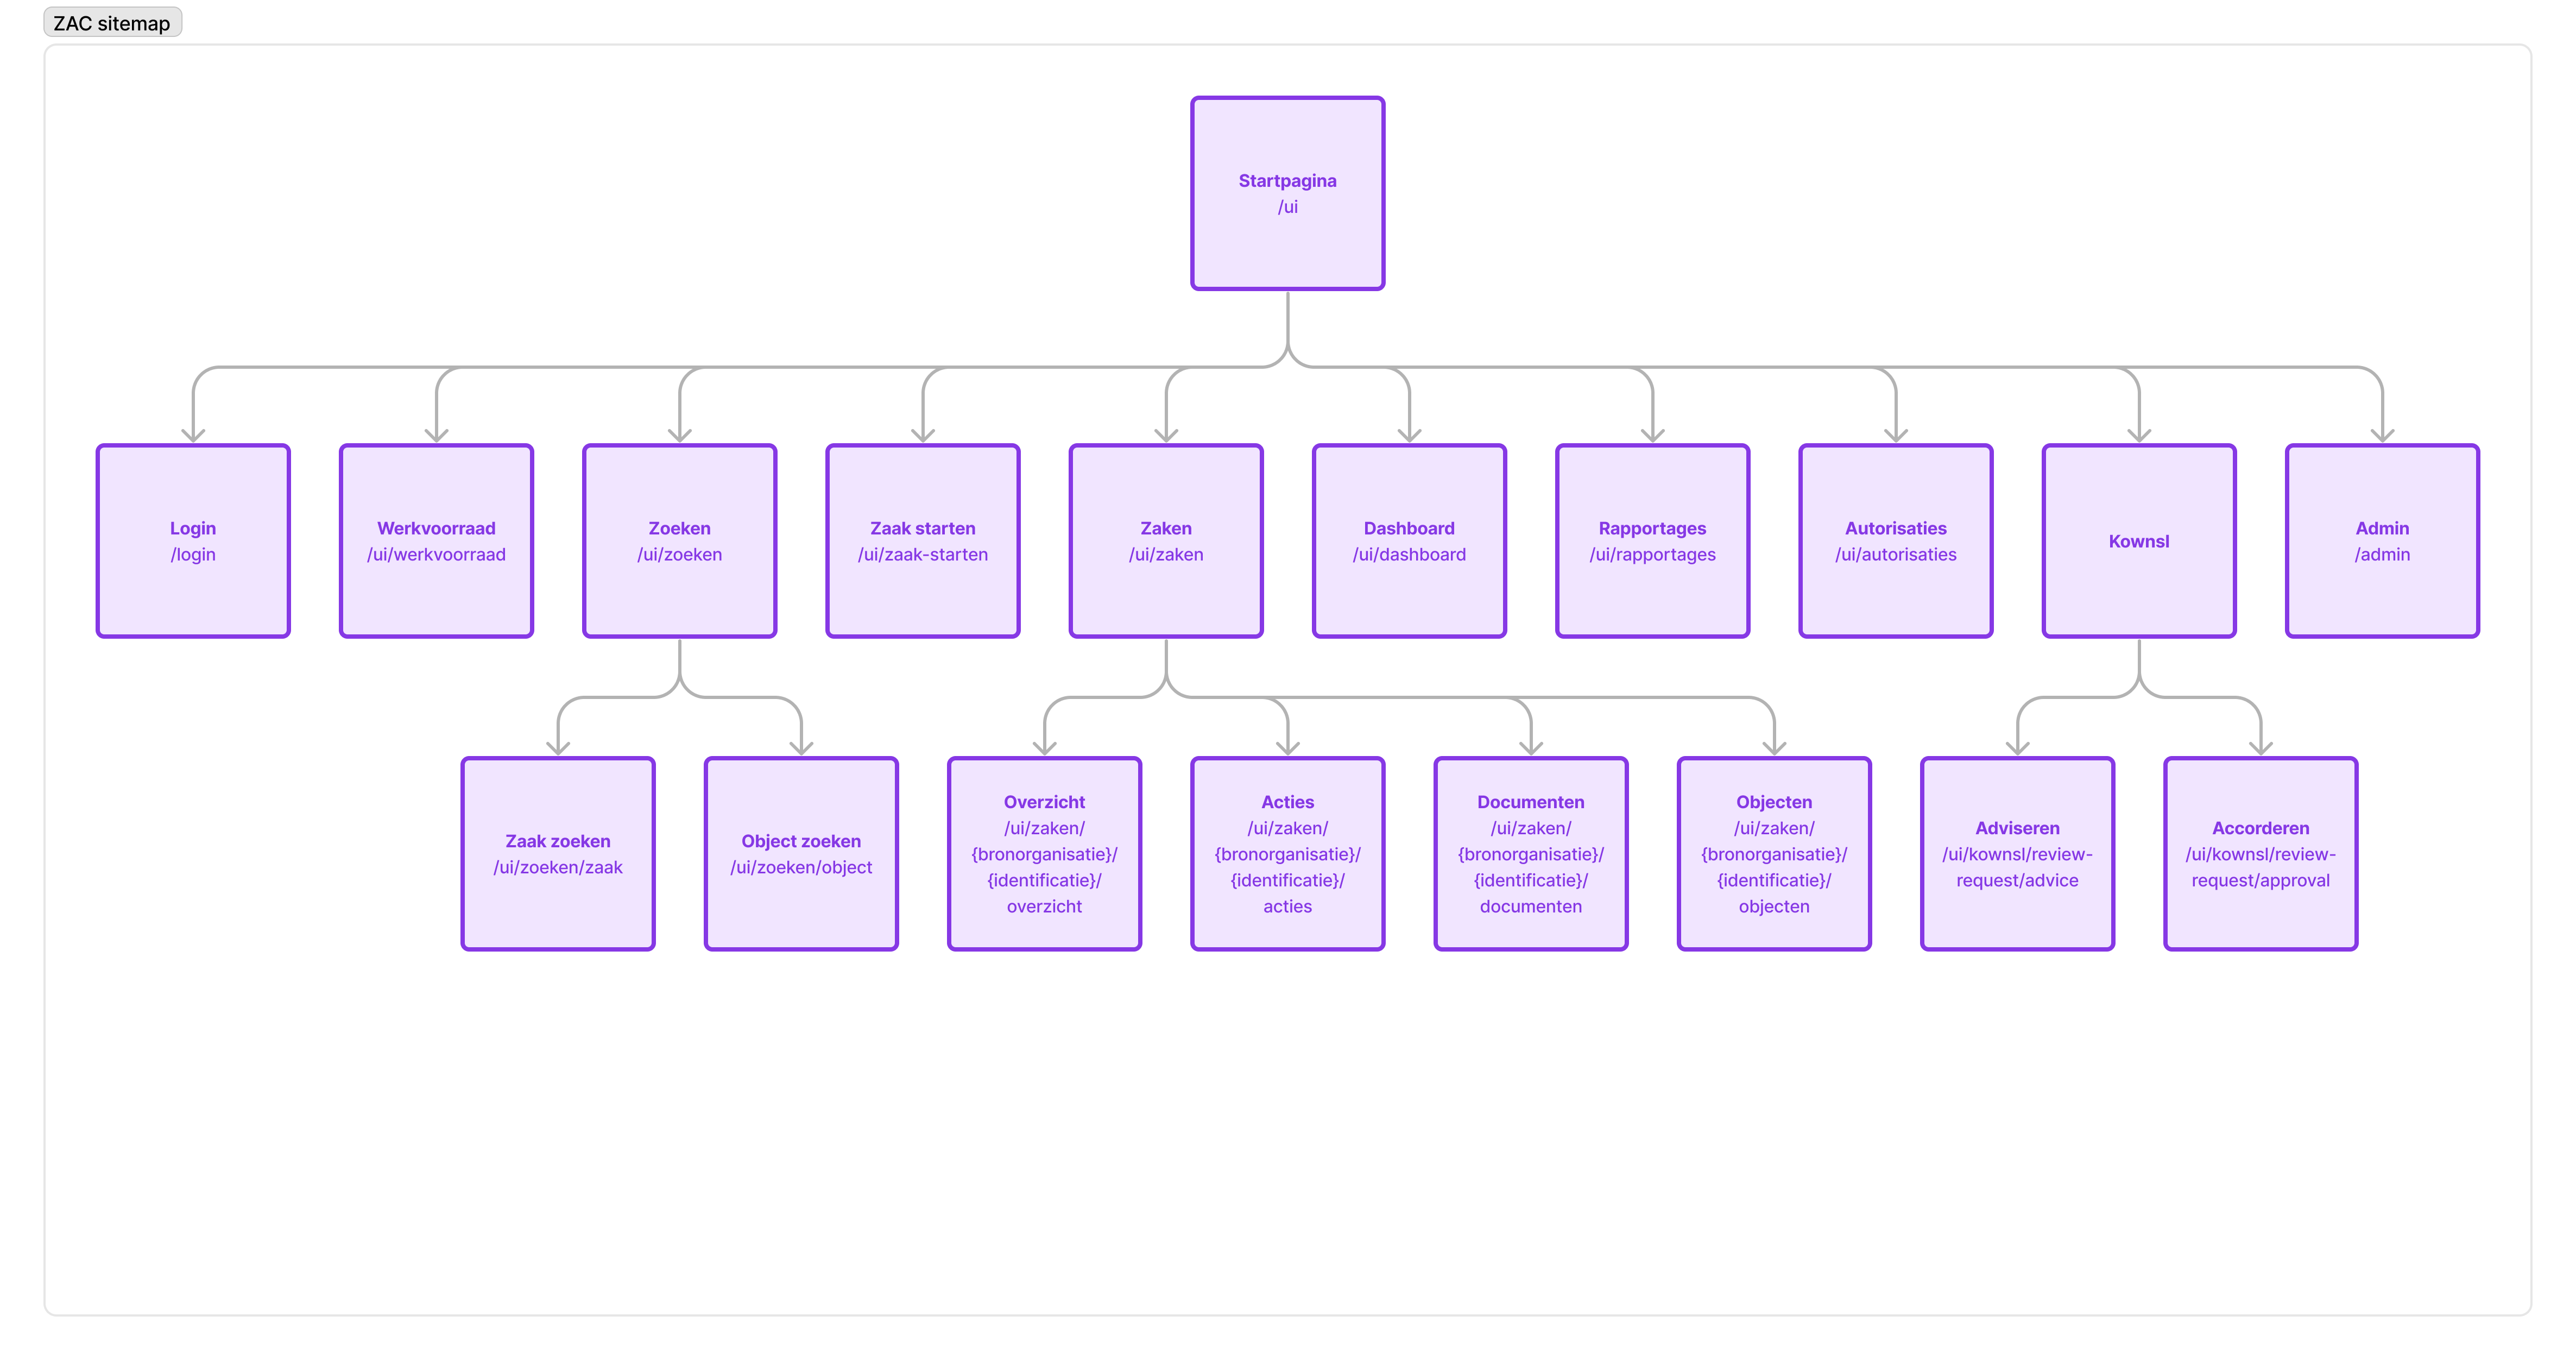 ZAC sitemap
Startpagina
/ui
Login
/login
Werkvoorraad
/ui/werkvoorraad
Zoeken
/ui/zoeken
Zaak starten
/ui/zaak-starten
Zaken
/ui/zaken
Dashboard
/ui/dashboard
Rapportages
/ui/rapportages
Autorisaties
/ui/autorisaties
Kownsl
Admin
/admin
Zaak zoeken
/ui/zoeken/zaak
Object zoeken
/ui/zoeken/object
Overzicht
/ui/zaken/
{bronorganisatie}/
{identificatie}/
overzicht
Acties
/ui/zaken/
{bronorganisatie}/
{identificatie}/
acties
Documenten
/ui/zaken/
{bronorganisatie}/
{identificatie}/
documenten
Objecten
/ui/zaken/
{bronorganisatie}/
{identificatie}/
objecten
Adviseren
/ui/kownsl/review-
request/advice
Accorderen
/ui/kownsl/review-
request/approval